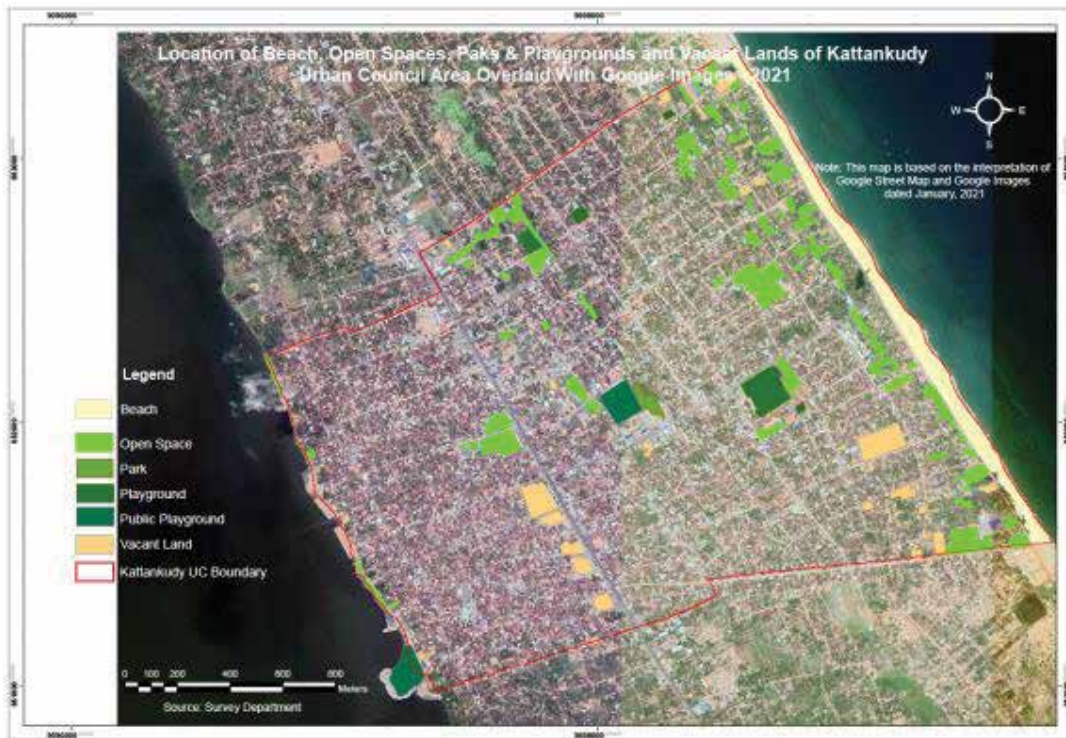 Location of Beach, Open Spaces, Paks & Playgrounds and Vacant Lands of Kattankudy
Urban Council Area Overlaid With Google Images - 2021
N
W E
S
Note: This map is based on the interpretation of
Google Street Map and Google Images
dated January, 2021
Legend
Beach
Open Space
Park
Playground
Public Playground
Vacant Land
Kattankudy UC Boundary
0 100 200 400 600 800
Meters
Source: Survey Department